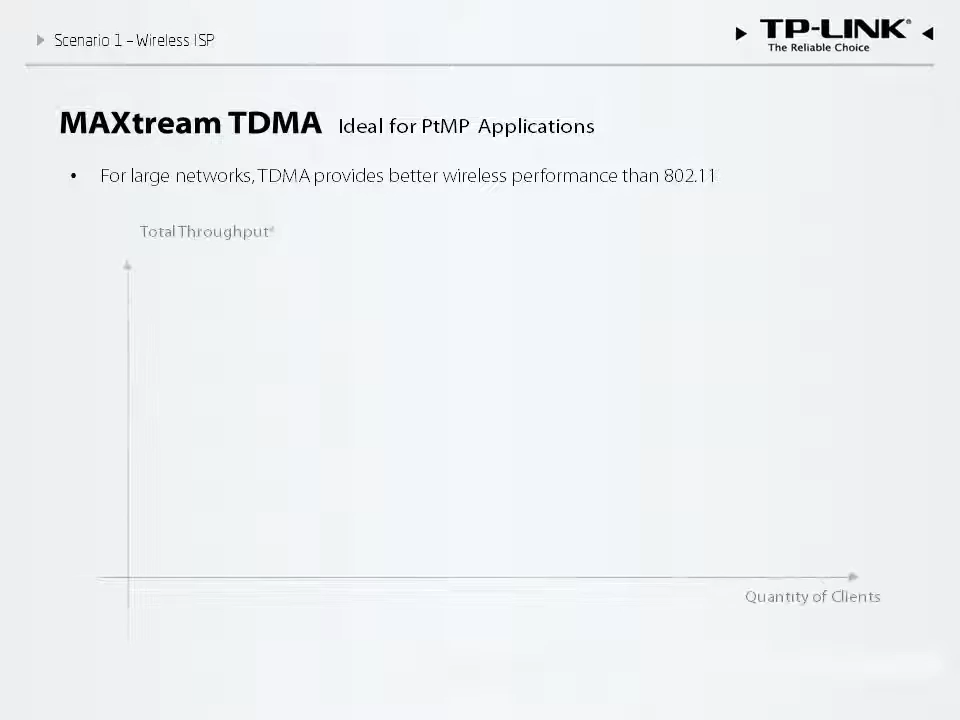 Scenario 1 – Wireless ISP
TP-LINK®
The Reliable Choice
MAXtream TDMA Ideal for PtMP Applications
• For large networks, TDMA provides better wireless performance than 802.11
Total Throughput
Quantity of Clients